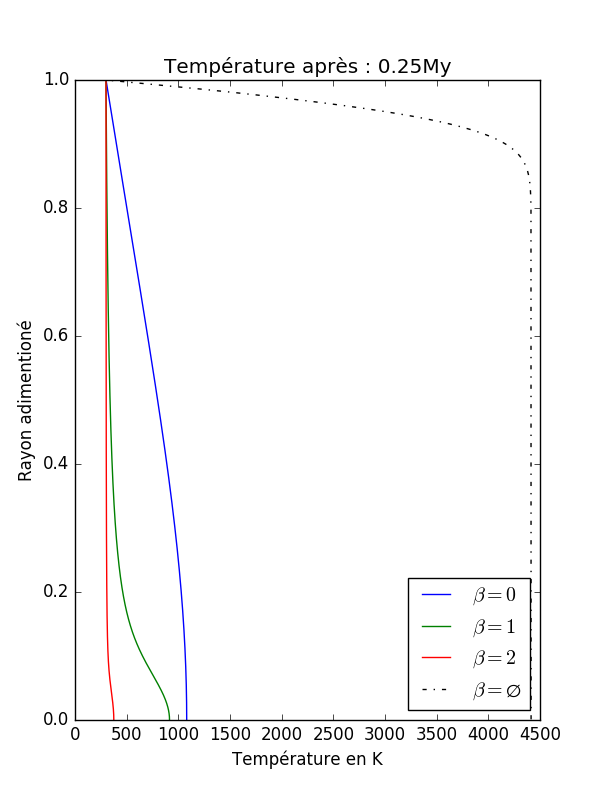 Température après : 0.25My
1.0
0.8
0.6
0.4
0.2
0.0
Rayon adimentioné
β = 0
β = 1
β = 2
β = ∅
0 500 1000 1500 2000 2500 3000 3500 4000 4500
Température en K